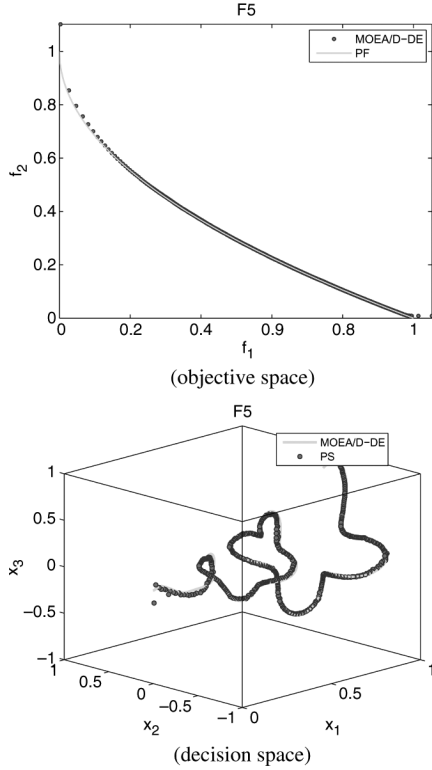 F5
MOEA/D-DE
PF
1
0.8
0.6
0.4
0.2
0
f2
0 0.2 0.4 0.9 0.8 1
f1
(objective space)
F5
MOEA/D-DE
PS
1
0.5
0
-0.5
-1
x3
1 0.5 0 -0.5 -1
x2
0 0.5 1
x1
(decision space)